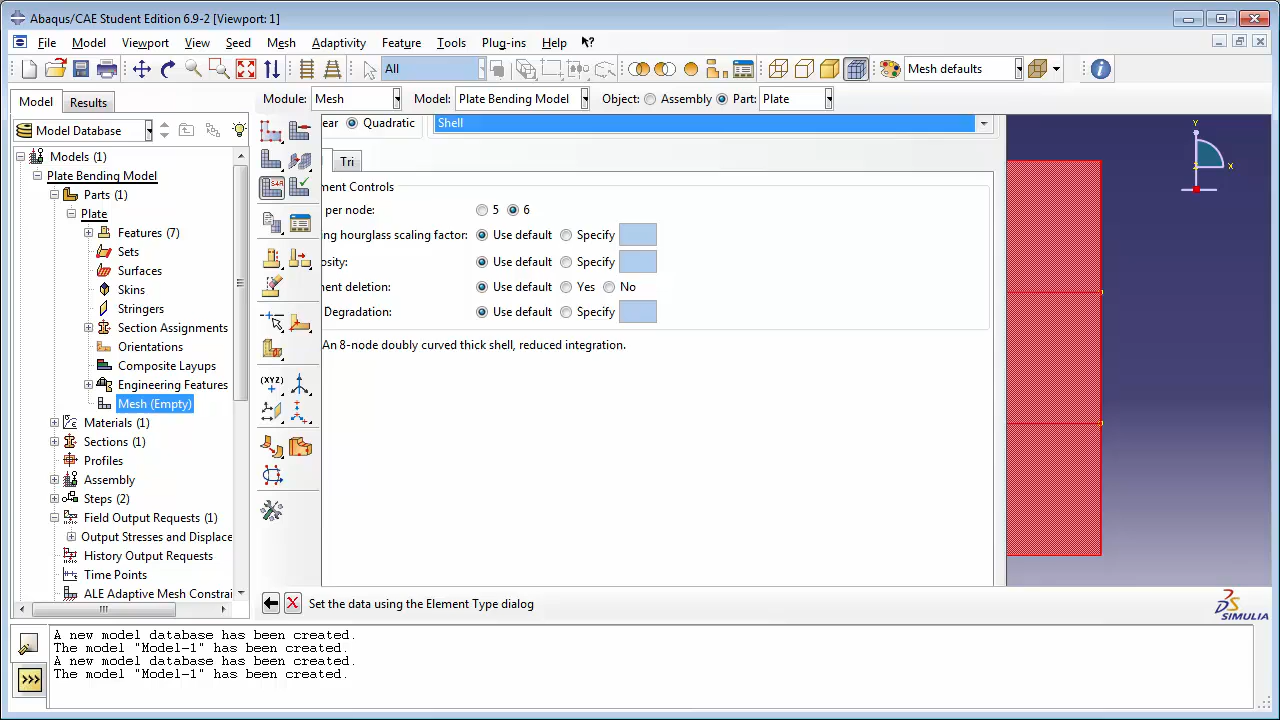 Abaqus/CAE Student Edition 6.9-2 [Viewport: 1]
File Model Viewport View Seed Mesh Adaptivity Feature Tools Plug-ins Help
All
Mesh defaults
Model Results
Module: Mesh Model: Plate Bending Model Object: Assembly Part: Plate
Model Database
Models (1)
Plate Bending Model
Parts (1)
Plate
Features (7)
Sets
Surfaces
Skins
Stringers
Section Assignments
Orientations
Composite Layups
Engineering Features
Mesh (Empty)
Materials (1)
Sections (1)
Profiles
Assembly
Steps (2)
Field Output Requests (1)
Output Stresses and Displace
History Output Requests
Time Points
ALE Adaptive Mesh Constrai
(XYZ)
ear Quadratic Shell
Tri
ment Controls
per node: 5 6
ng hourglass scaling factor: Use default Specify
osity: Use default Specify
nent deletion: Use default Yes No
Degradation: Use default Specify
An 8-node doubly curved thick shell, reduced integration.
Y
X
Set the data using the Element Type dialog
SIMULIA
A new model database has been created.
The model "Model-1" has been created.
A new model database has been created.
The model "Model-1" has been created.
>>>